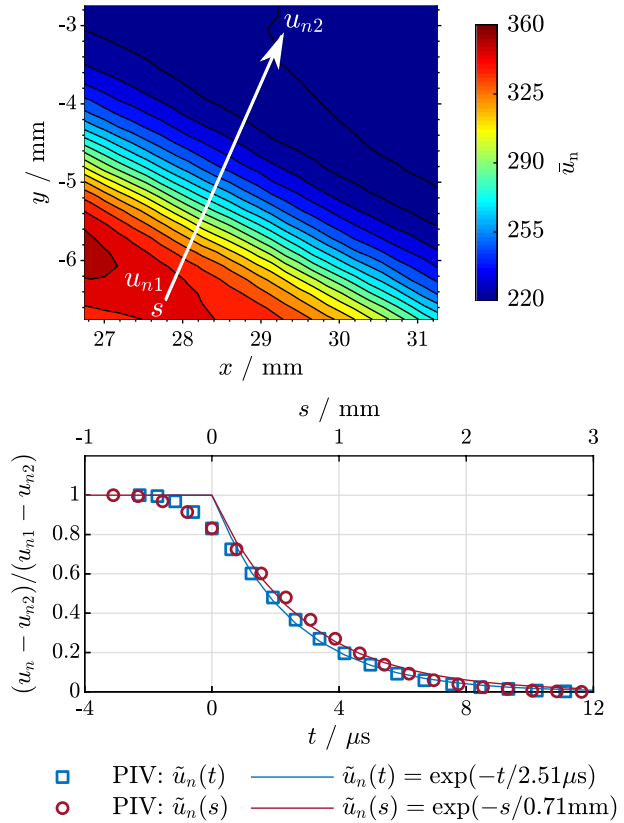 -3
-4
-5
-6
y / mm
u_{n2}
u_{n1}
s
27 28 29 30 31
x / mm
360
325
290
255
220
ū_n
s / mm
-1 0 1 2 3
1
0.8
0.6
0.4
0.2
0
(u_n − u_{n2})/(u_{n1} − u_{n2})
-4 0 4 8 12
t / μs
PIV: ũ_n(t) ũ_n(t) = exp(−t/2.51μs)
PIV: ũ_n(s) ũ_n(s) = exp(−s/0.71mm)